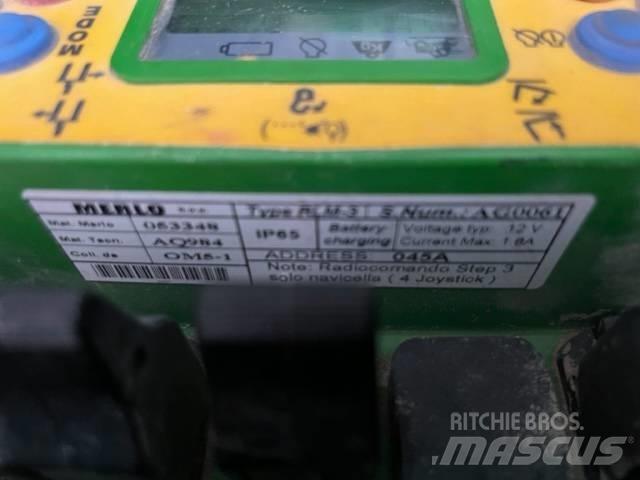 MODE
MERLO S.P.A. Type RLM-3 S.Num.: AG0061
Mat. Merlo 053348
Mat. Tecn. AQ984
Coll. da OM5-1
IP65 Battery charging Voltage typ: 12 V
Current Max: 1.8A
ADDRESS 045A
Note: Radiocomando Step 3
solo navicella ( 4 Joystick )
RITCHIE BROS.
MASCUS